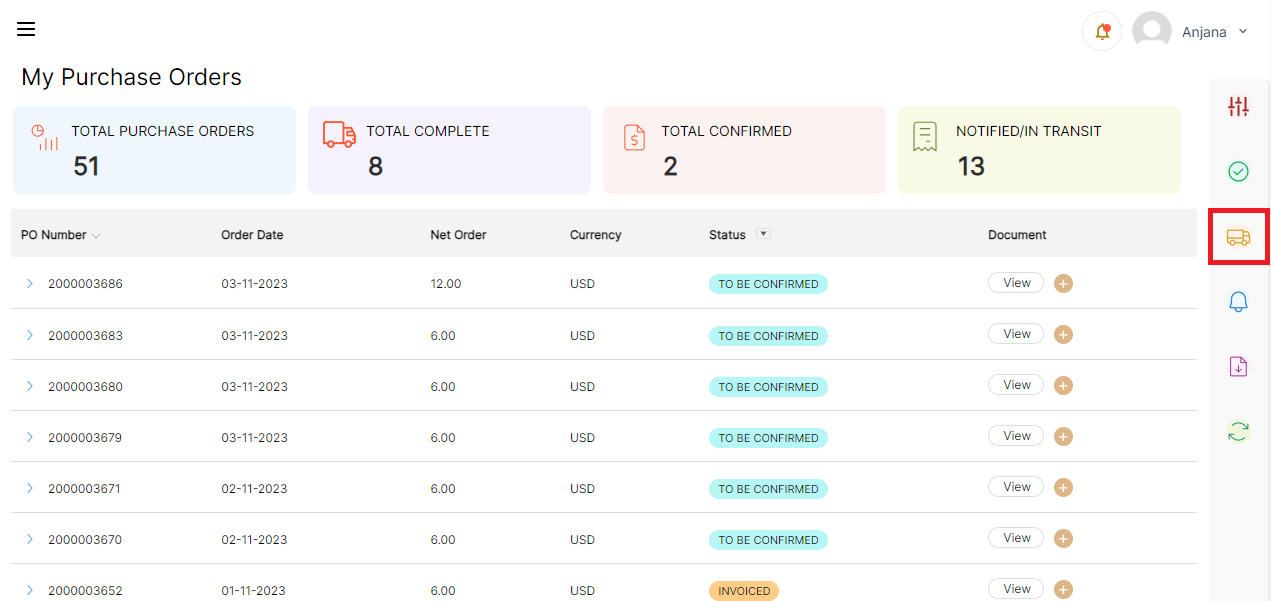 Anjana
My Purchase Orders
TOTAL PURCHASE ORDERS
51
TOTAL COMPLETE
8
TOTAL CONFIRMED
2
NOTIFIED/IN TRANSIT
13
PO Number Order Date Net Order Currency Status Document
2000003686 03-11-2023 12.00 USD TO BE CONFIRMED View
2000003683 03-11-2023 6.00 USD TO BE CONFIRMED View
2000003680 03-11-2023 6.00 USD TO BE CONFIRMED View
2000003679 03-11-2023 6.00 USD TO BE CONFIRMED View
2000003671 02-11-2023 6.00 USD TO BE CONFIRMED View
2000003670 02-11-2023 6.00 USD TO BE CONFIRMED View
2000003652 01-11-2023 6.00 USD INVOICED View